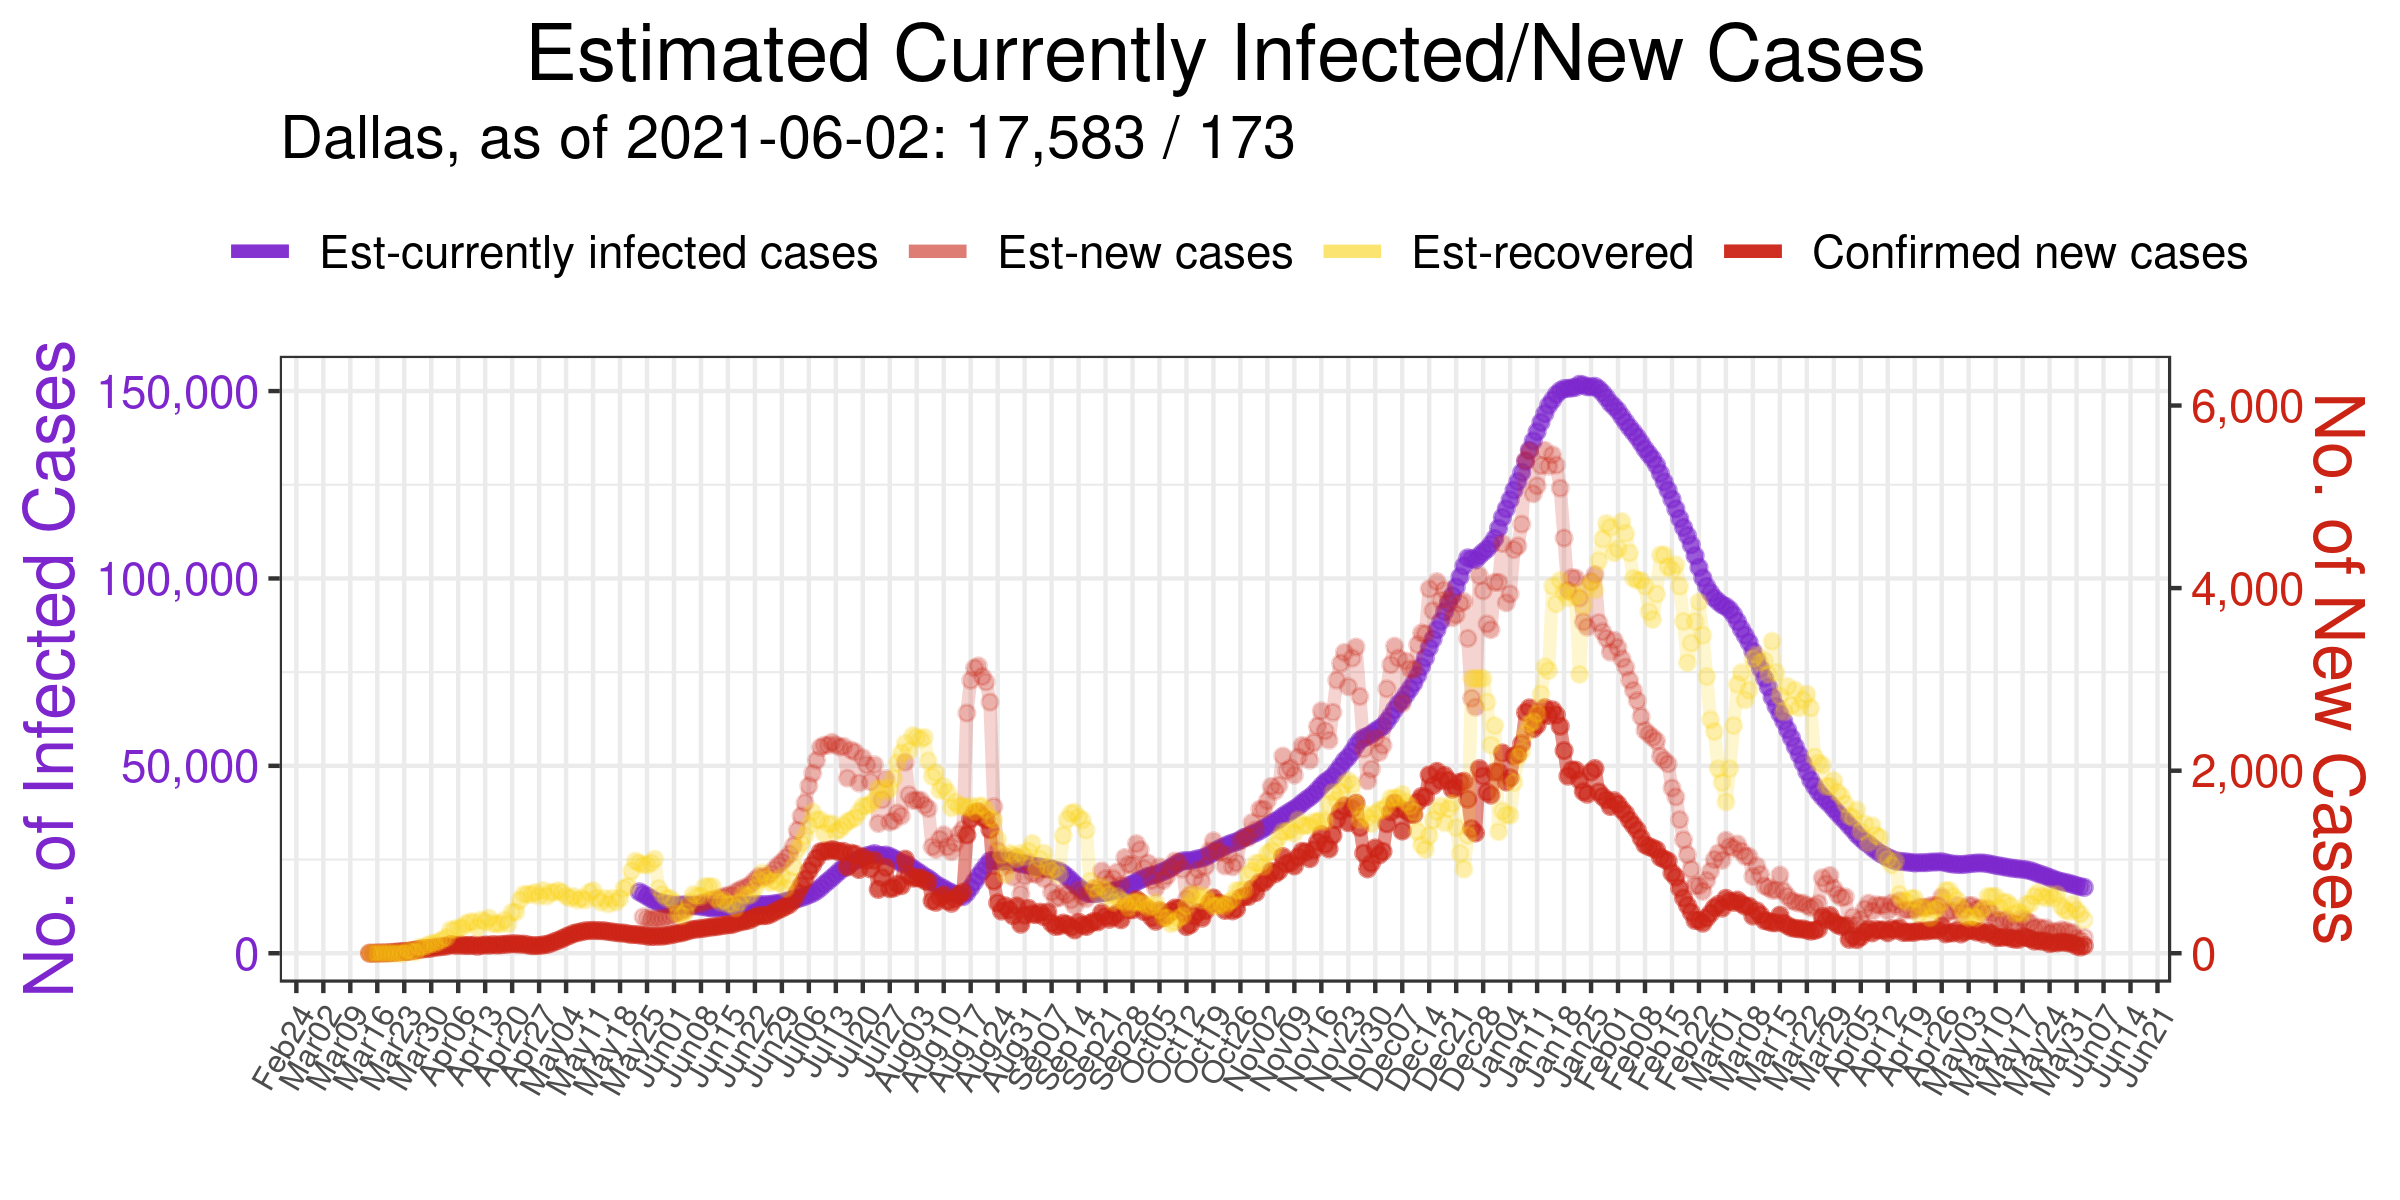 Estimated Currently Infected/New Cases
Dallas, as of 2021-06-02: 17,583 / 173
Est-currently infected cases Est-new cases Est-recovered Confirmed new cases
No. of Infected Cases
150,000
100,000
50,000
0
6,000
4,000
2,000
0
No. of New Cases
Feb24 Mar02 Mar09 Mar16 Mar23 Mar30 Apr06 Apr13 Apr20 Apr27 May04 May11 May18 May25 Jun01 Jun08 Jun15 Jun22 Jun29 Jul06 Jul13 Jul20 Jul27 Aug03 Aug10 Aug17 Aug24 Aug31 Sep07 Sep14 Sep21 Sep28 Oct05 Oct12 Oct19 Oct26 Nov02 Nov09 Nov16 Nov23 Nov30 Dec07 Dec14 Dec21 Dec28 Jan04 Jan11 Jan18 Jan25 Feb01 Feb08 Feb15 Feb22 Mar01 Mar08 Mar15 Mar22 Mar29 Apr05 Apr12 Apr19 Apr26 May03 May10 May17 May24 May31 Jun07 Jun14 Jun21